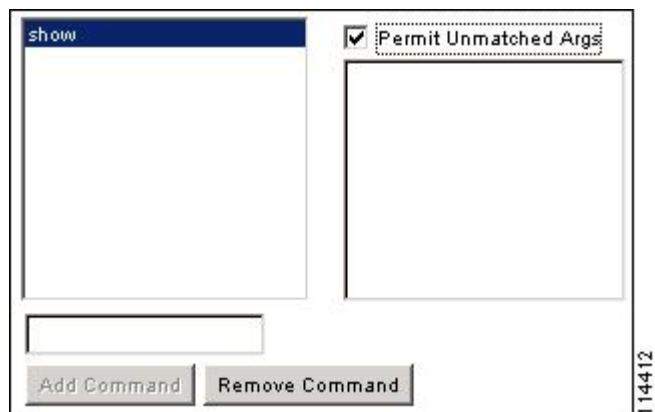 show
Permit Unmatched Args
Add Command
Remove Command
114412